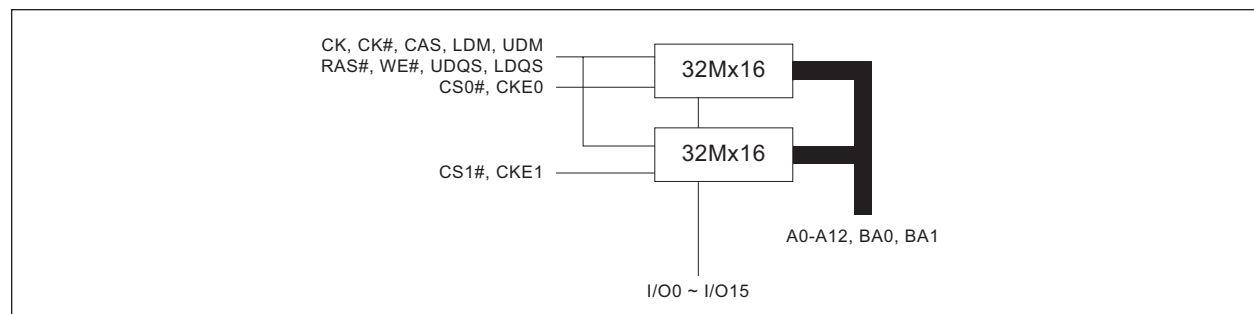 CK, CK#, CAS, LDM, UDM
RAS#, WE#, UDQS, LDQS
CS0#, CKE0
32Mx16
32Mx16
CS1#, CKE1
A0-A12, BA0, BA1
I/O0 ~ I/O15